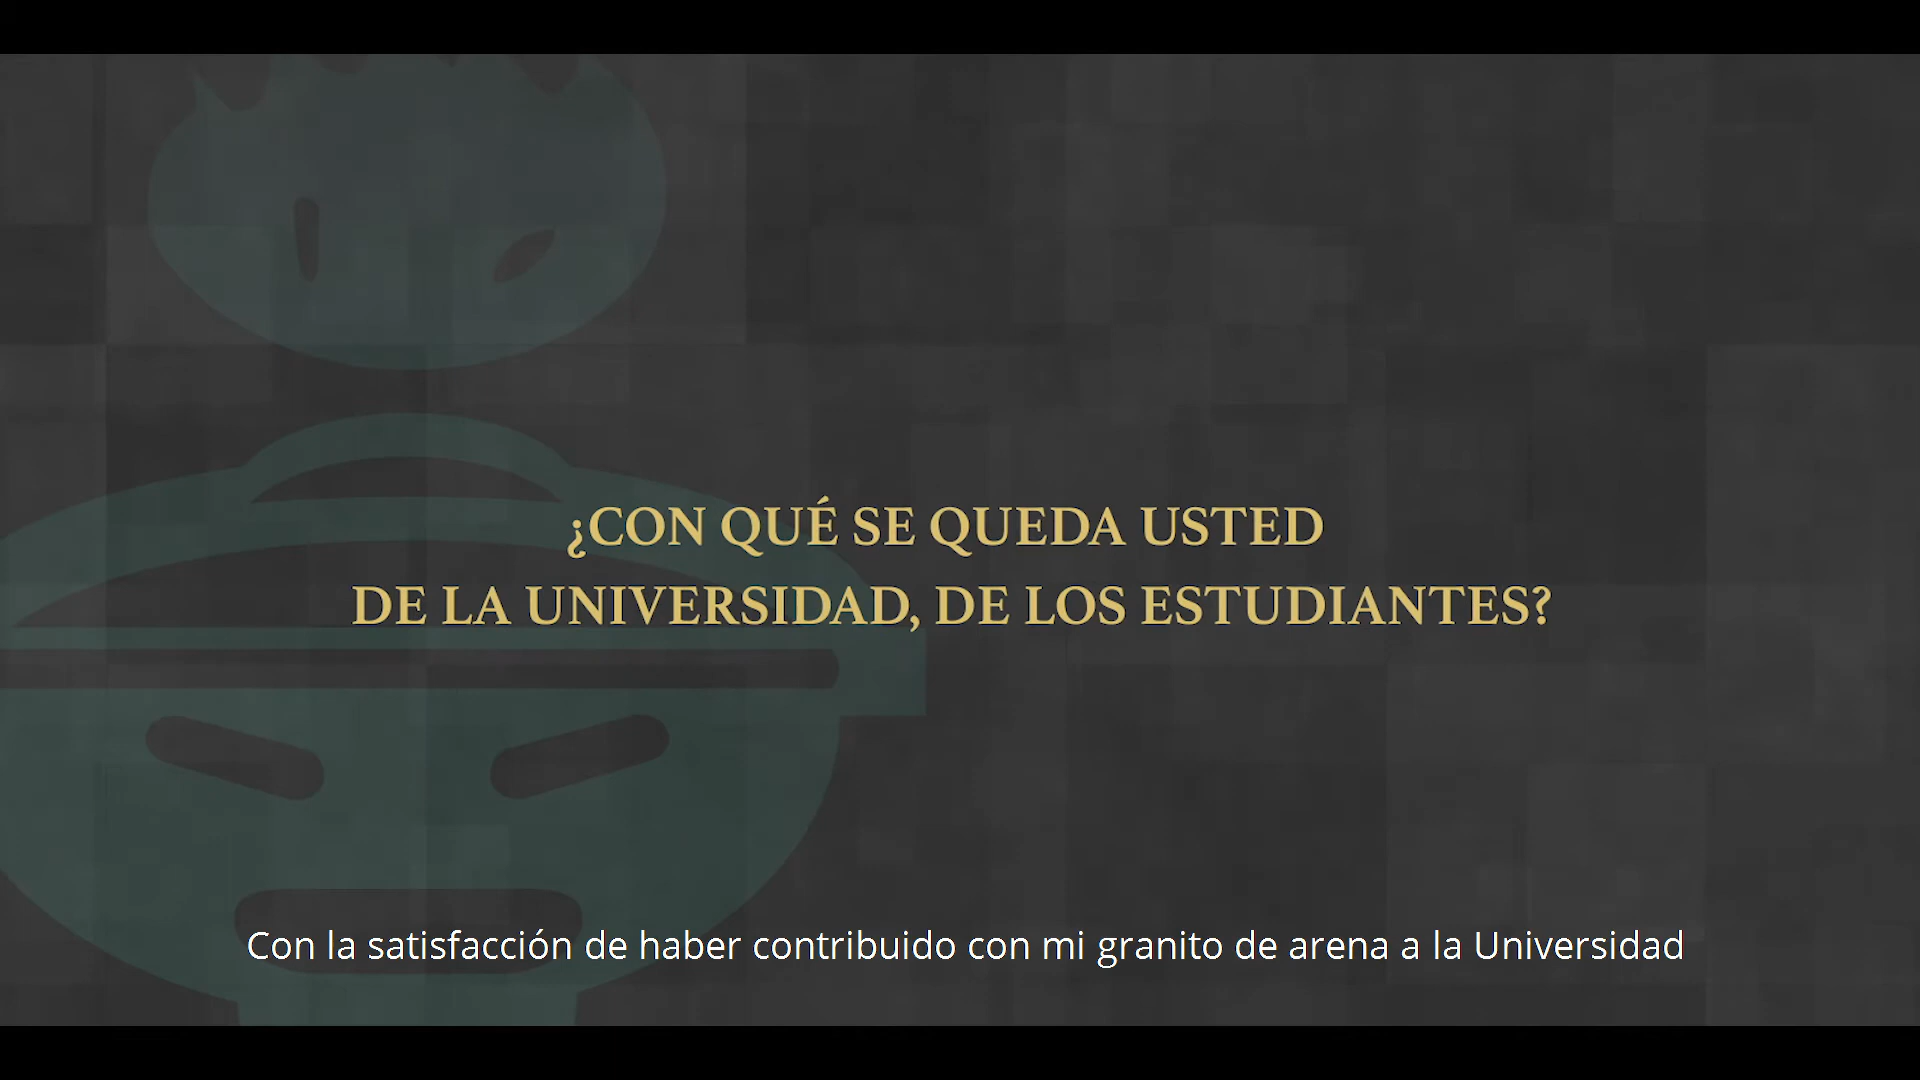 ¿CON QUÉ SE QUEDA USTED
DE LA UNIVERSIDAD, DE LOS ESTUDIANTES?
Con la satisfacción de haber contribuido con mi granito de arena a la Universidad